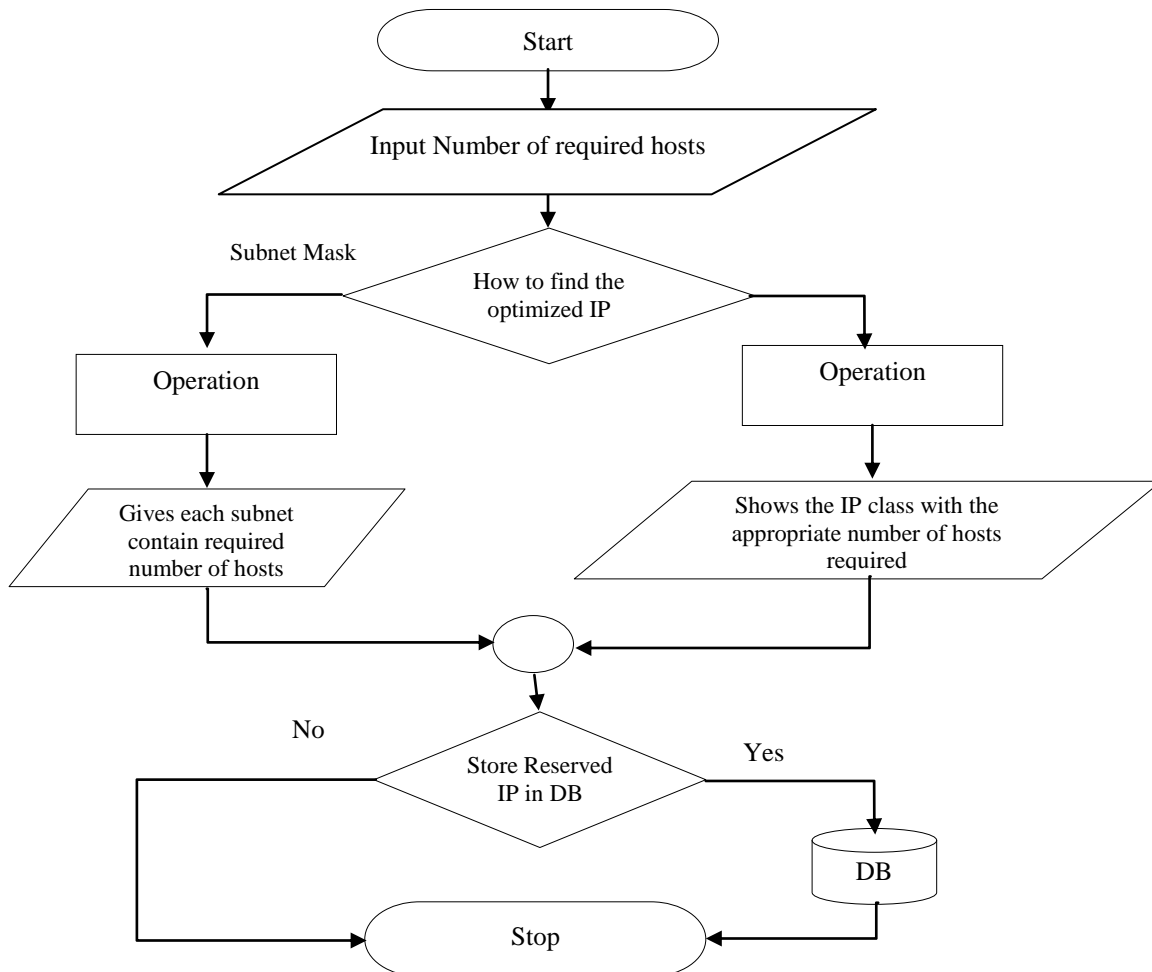 Start
Input Number of required hosts
Subnet Mask
How to find the
optimized IP
Operation
Operation
Gives each subnet
contain required
number of hosts
Shows the IP class with the
appropriate number of hosts
required
No
Yes
Store Reserved
IP in DB
DB
Stop